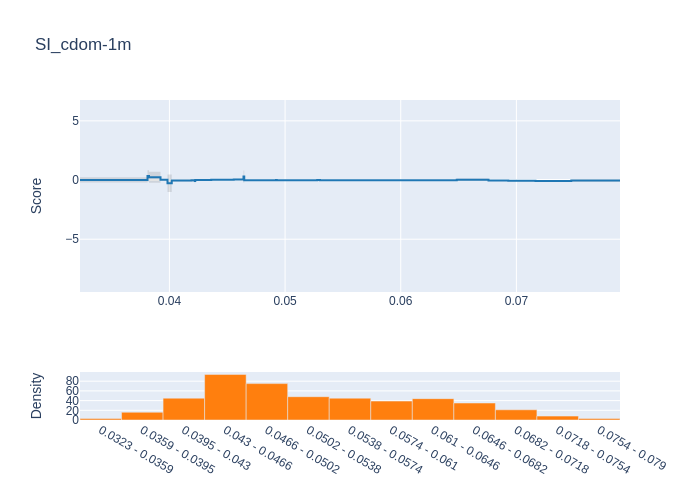 SI_cdom-1m
Score
5
0
−5
0.04 0.05 0.06 0.07
Density
80
60
40
20
0
0.0323 - 0.0359
0.0359 - 0.0395
0.0395 - 0.043
0.043 - 0.0466
0.0466 - 0.0502
0.0502 - 0.0538
0.0538 - 0.0574
0.0574 - 0.061
0.061 - 0.0646
0.0646 - 0.0682
0.0682 - 0.0718
0.0718 - 0.0754
0.0754 - 0.079